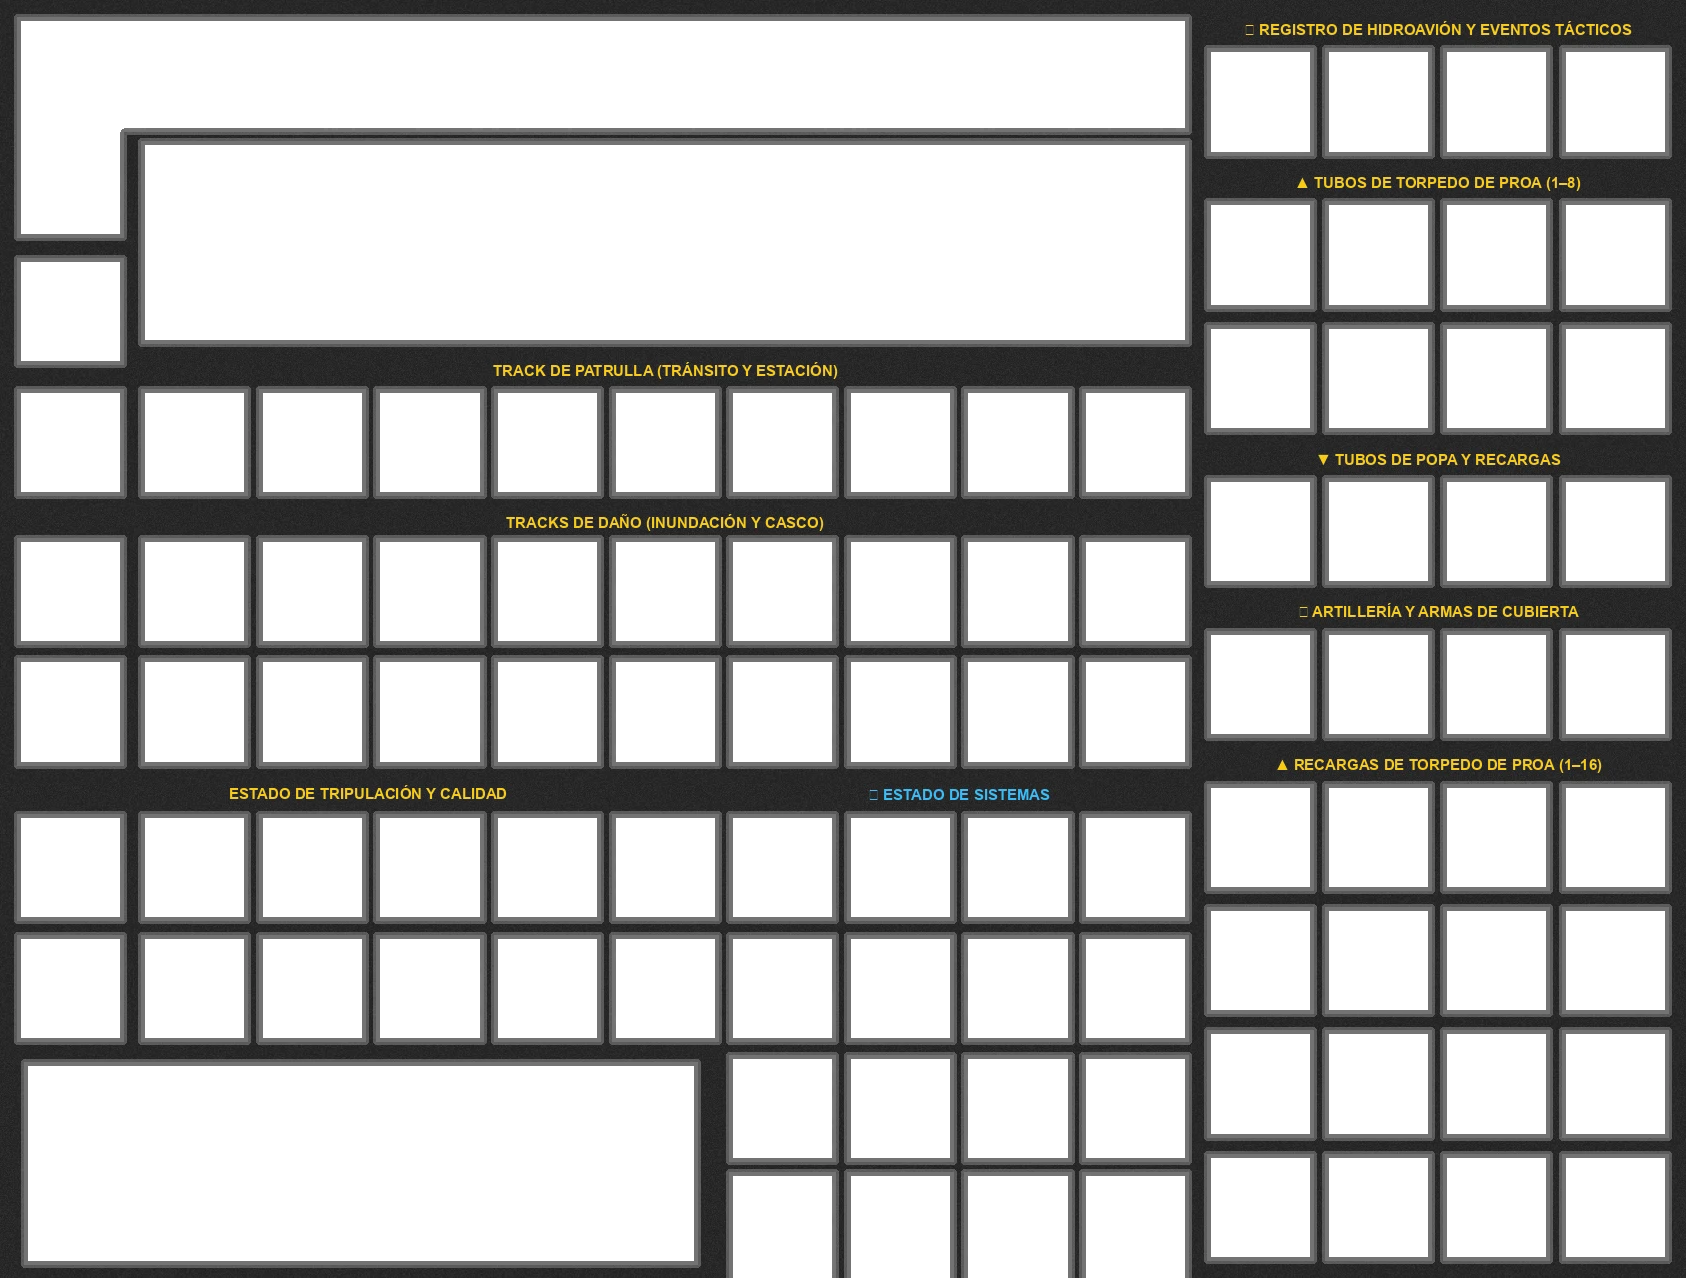 ▯ REGISTRO DE HIDROAVIÓN Y EVENTOS TÁCTICOS
▲ TUBOS DE TORPEDO DE PROA (1–8)
TRACK DE PATRULLA (TRÁNSITO Y ESTACIÓN)
▼ TUBOS DE POPA Y RECARGAS
TRACKS DE DAÑO (INUNDACIÓN Y CASCO)
▯ ARTILLERÍA Y ARMAS DE CUBIERTA
▲ RECARGAS DE TORPEDO DE PROA (1–16)
ESTADO DE TRIPULACIÓN Y CALIDAD
▯ ESTADO DE SISTEMAS